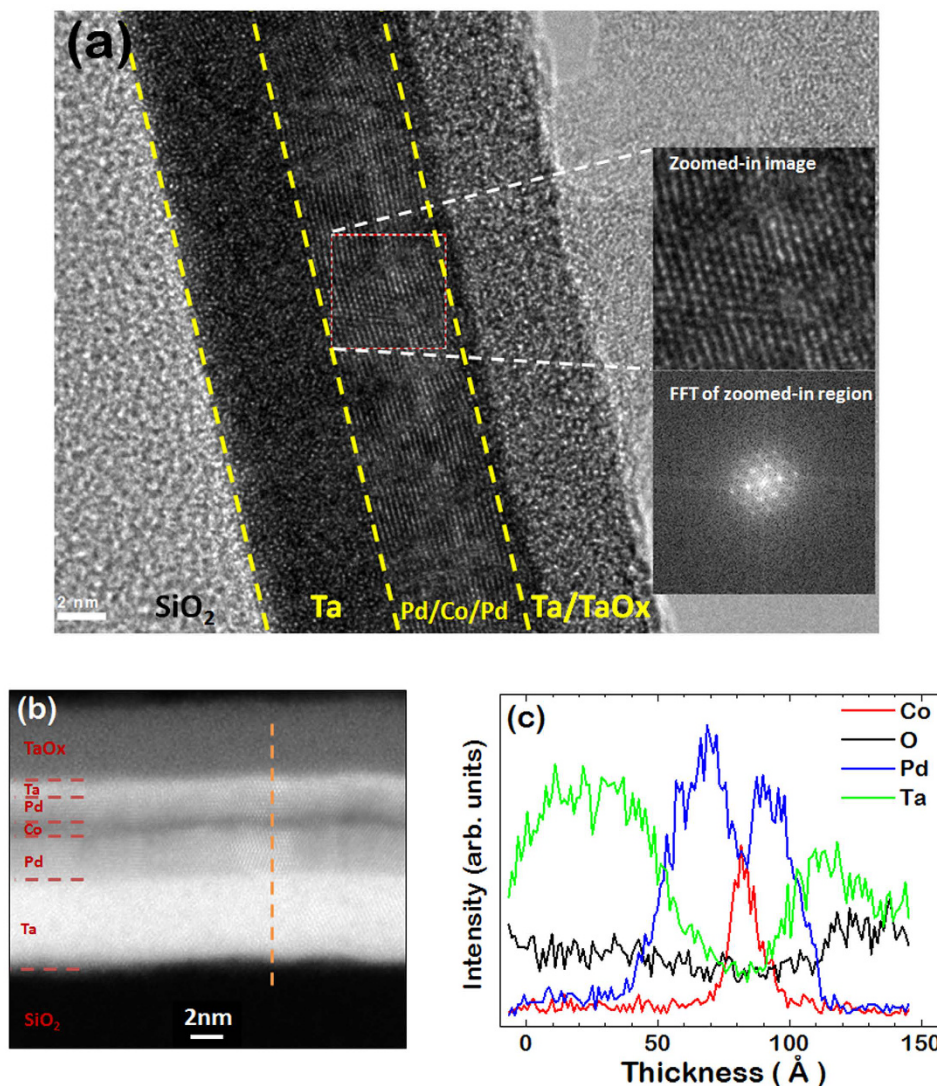 (a)
Zoomed-in image
FFT of zoomed-in region
2 nm
SiO₂
Ta
Pd/Co/Pd
Ta/TaOx
(b)
TaOx
Ta
Pd
Co
Pd
Ta
SiO₂
2nm
(c)
Co
O
Pd
Ta
Intensity (arb. units)
0 50 100 150
Thickness ( Å )